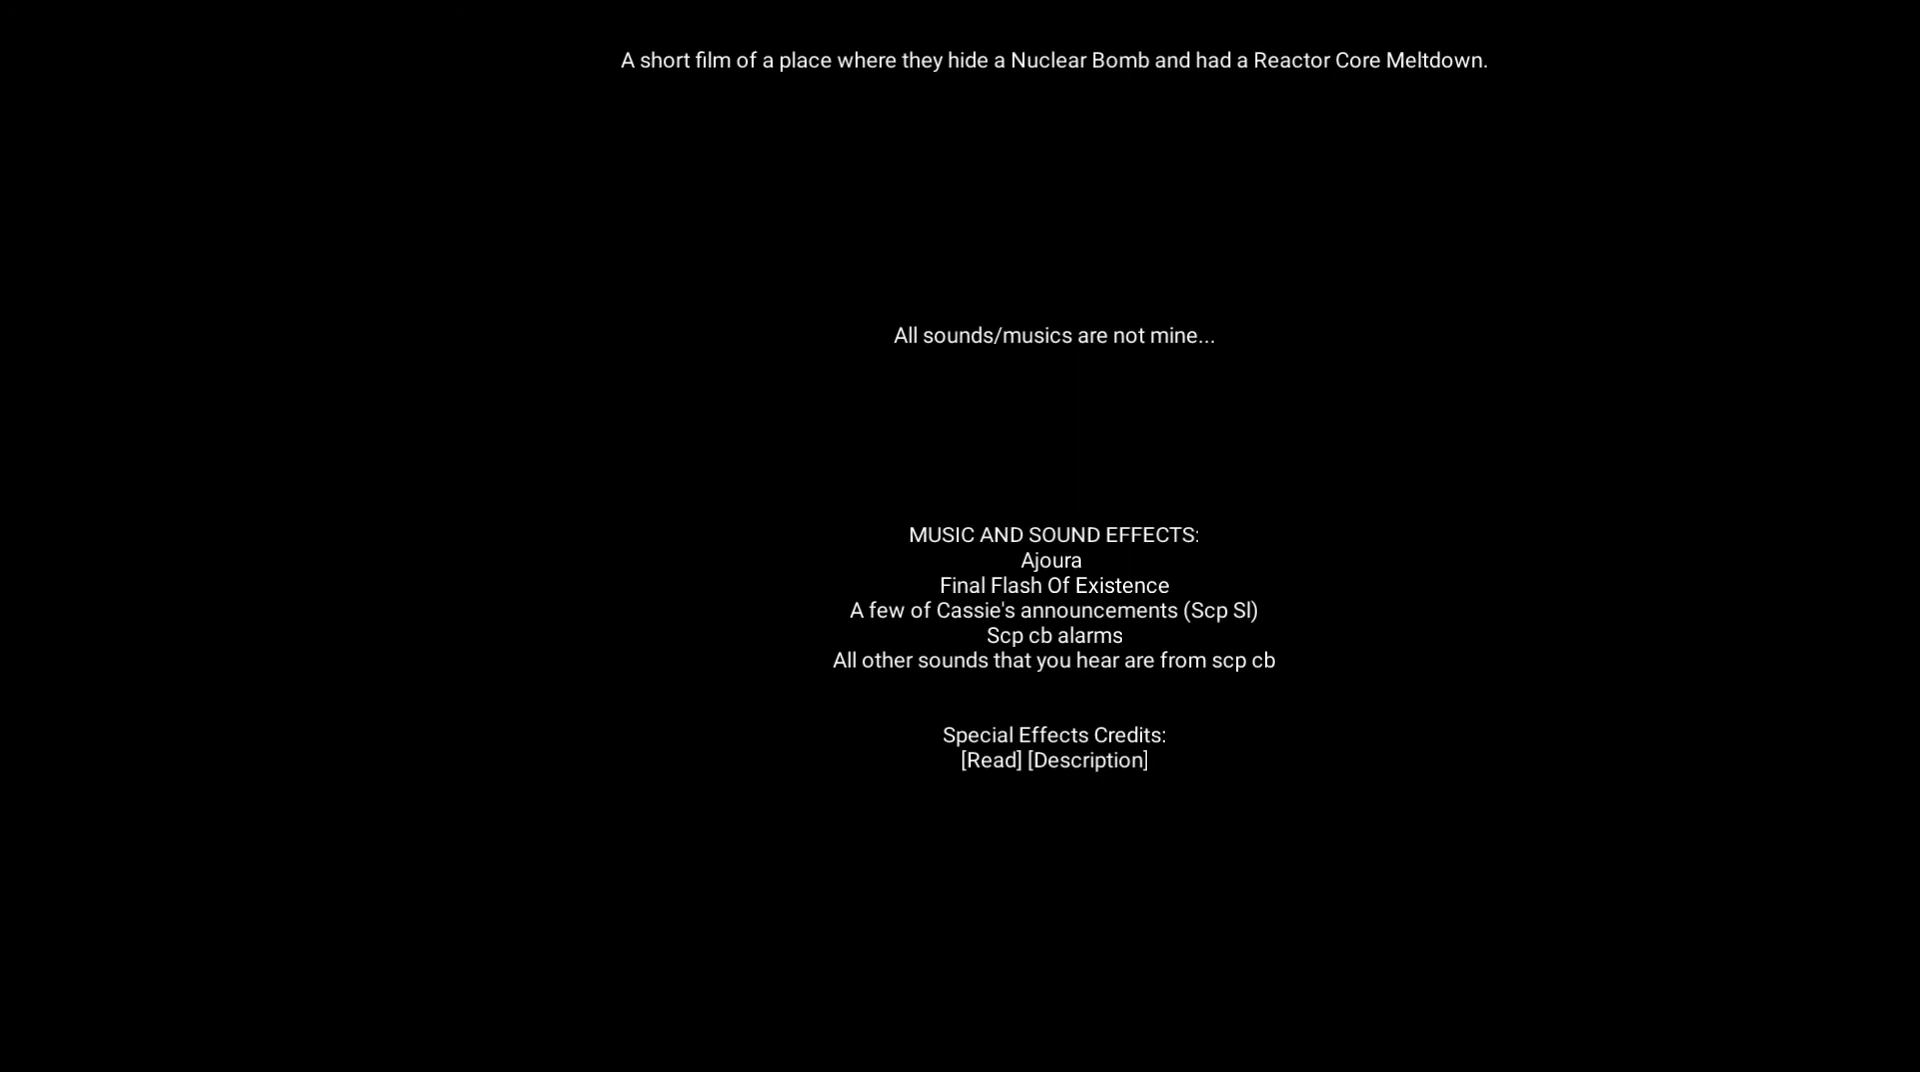 A short film of a place where they hide a Nuclear Bomb and had a Reactor Core Meltdown.
All sounds/musics are not mine...
MUSIC AND SOUND EFFECTS:
Ajoura
Final Flash Of Existence
A few of Cassie's announcements (Scp Sl)
Scp cb alarms
All other sounds that you hear are from scp cb
Special Effects Credits:
[Read] [Description]